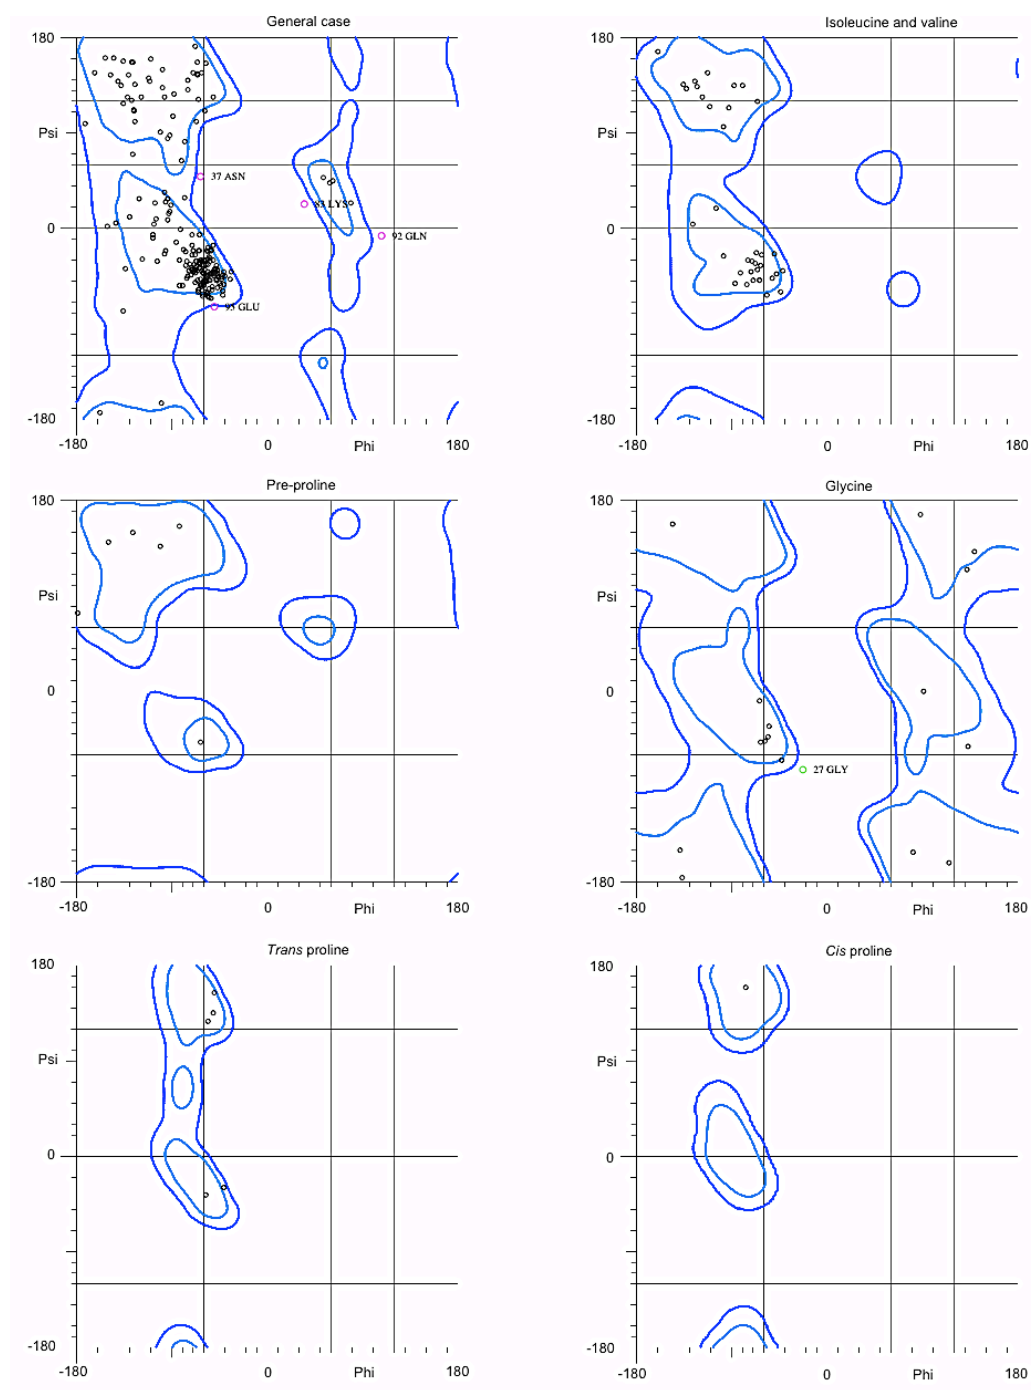 General case
Isoleucine and valine
180
180
Psi
Psi
37 ASN
83 LYS
0
92 GLN
0
93 GLU
-180
-180
-180
0
Phi
180
-180
0
Phi
180
Pre-proline
Glycine
180
180
Psi
Psi
0
0
27 GLY
-180
-180
-180
0
Phi
180
-180
0
Phi
180
Trans proline
Cis proline
180
180
Psi
Psi
0
0
-180
-180
-180
0
Phi
180
-180
0
Phi
180